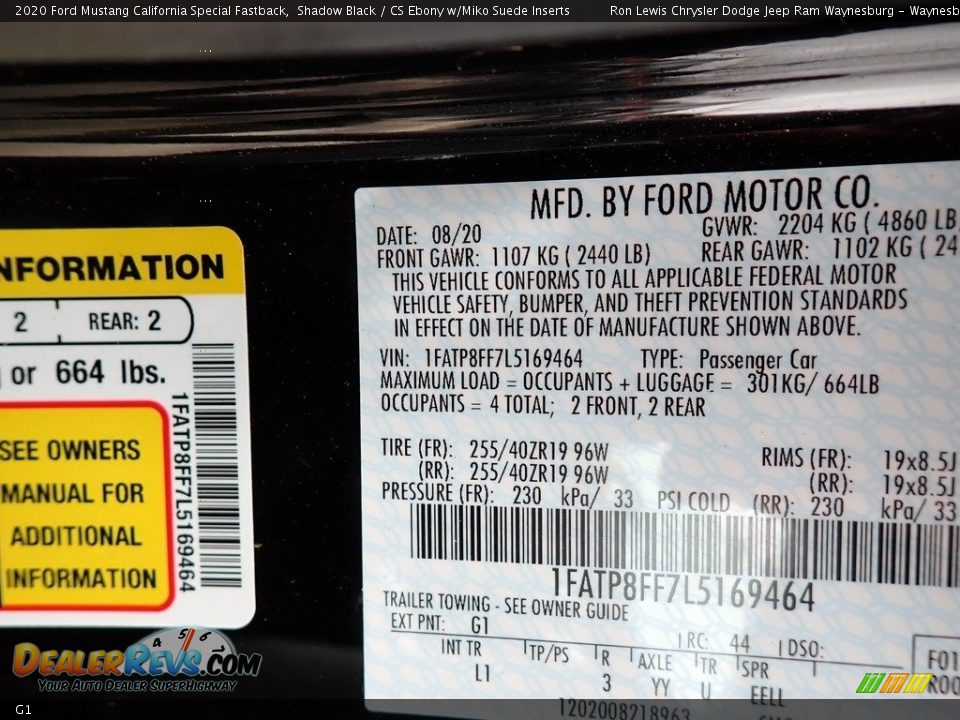 2020 Ford Mustang California Special Fastback, Shadow Black / CS Ebony w/Miko Suede Inserts Ron Lewis Chrysler Dodge Jeep Ram Waynesburg - Waynesb
NFORMATION
2 REAR: 2
or 664 lbs.
SEE OWNERS
MANUAL FOR
ADDITIONAL
INFORMATION
1FATP8FF7L5169464
MFD. BY FORD MOTOR CO.
DATE: 08/20 GVWR: 2204 KG ( 4860 LB)
FRONT GAWR: 1107 KG ( 2440 LB) REAR GAWR: 1102 KG ( 24
THIS VEHICLE CONFORMS TO ALL APPLICABLE FEDERAL MOTOR
VEHICLE SAFETY, BUMPER, AND THEFT PREVENTION STANDARDS
IN EFFECT ON THE DATE OF MANUFACTURE SHOWN ABOVE.
VIN: 1FATP8FF7L5169464 TYPE: Passenger Car
MAXIMUM LOAD = OCCUPANTS + LUGGAGE = 301KG/ 664LB
OCCUPANTS = 4 TOTAL; 2 FRONT, 2 REAR
TIRE (FR): 255/40ZR19 96W RIMS (FR): 19x8.5J
(RR): 255/40ZR19 96W (RR): 19x8.5J
PRESSURE (FR): 230 kPa/ 33 PSI COLD (RR): 230 kPa/ 33
1FATP8FF7L5169464
TRAILER TOWING - SEE OWNER GUIDE
EXT PNT: G1 RC: 44 DSO:
INT TR TP/PS R AXLE TR SPR F01
L1 3 YY U EELL R00
1202008218963
4 5 6
DEALERREVS.COM
Your Auto Dealer SuperHighway
G1